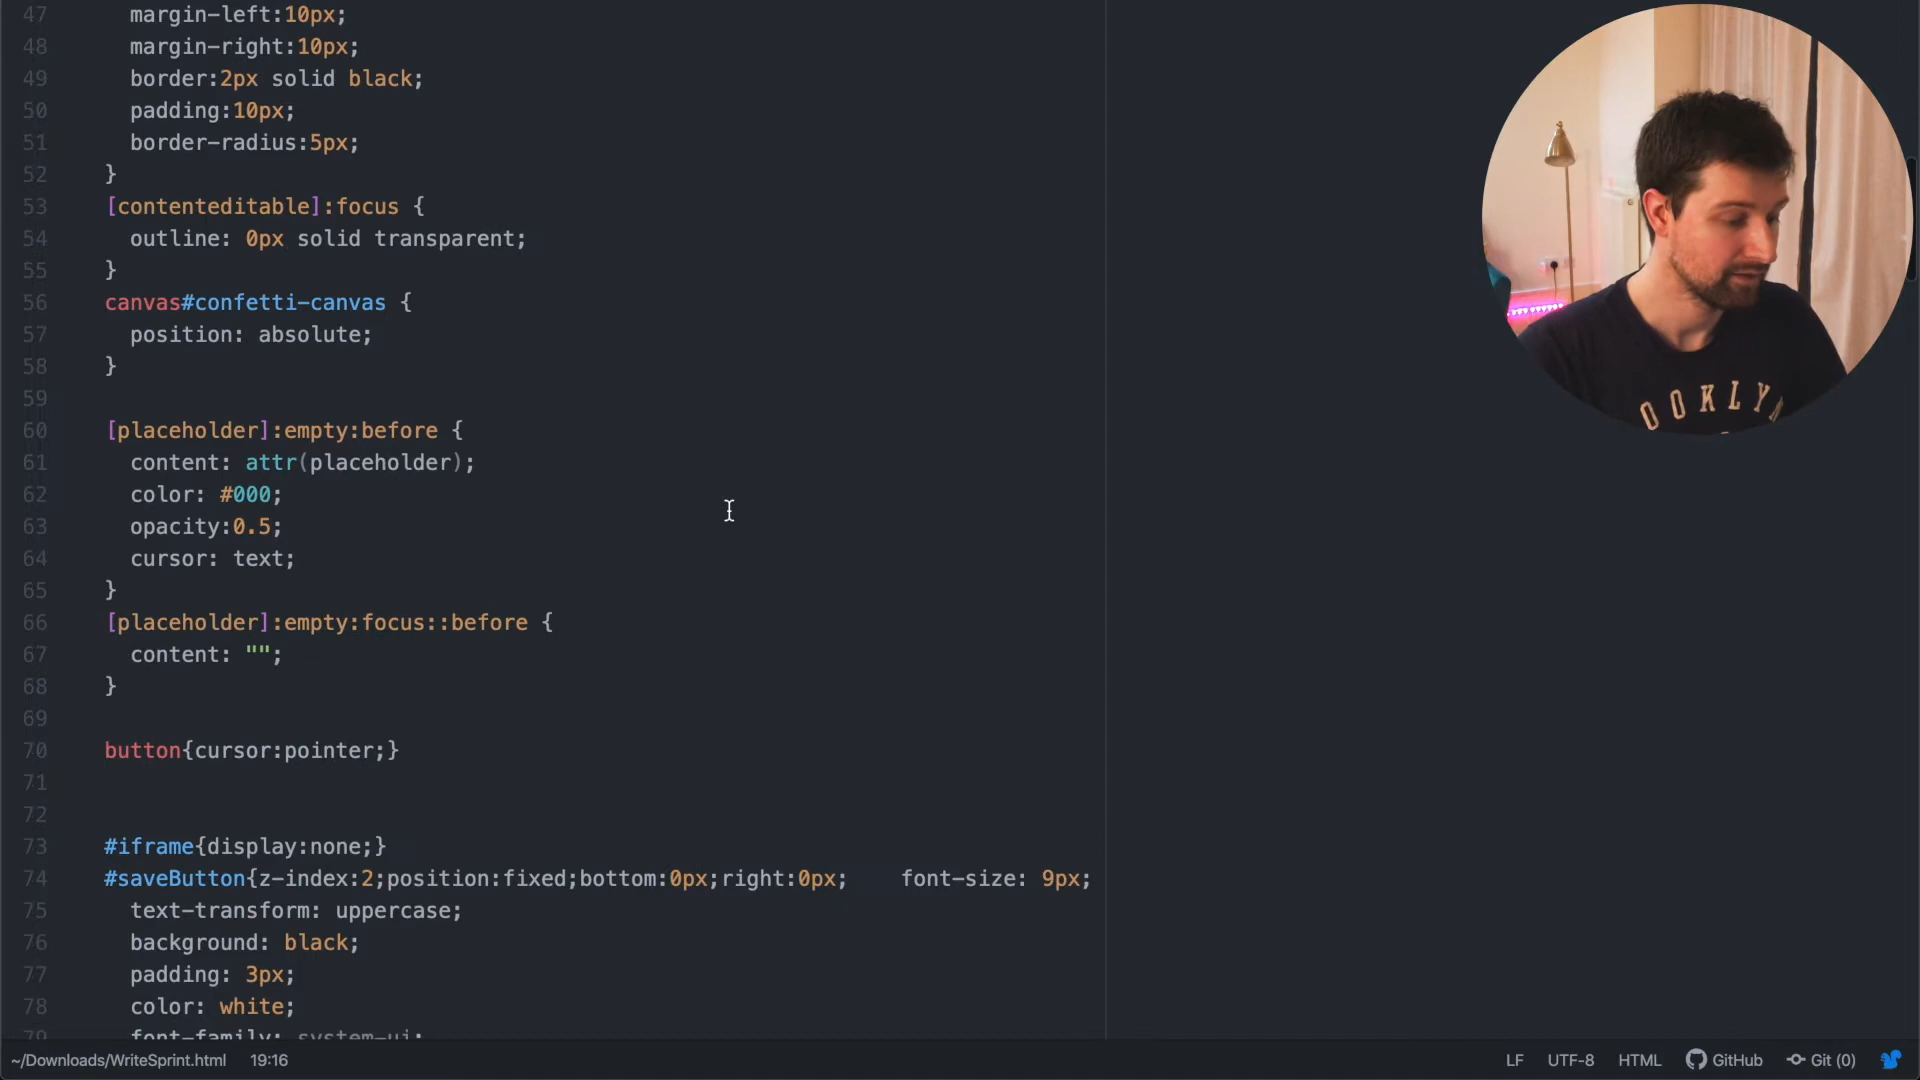 47 margin-left:10px;
48 margin-right:10px;
49 border:2px solid black;
50 padding:10px;
51 border-radius:5px;
52 }
53 [contenteditable]:focus {
54 outline: 0px solid transparent;
55 }
56 canvas#confetti-canvas {
57 position: absolute;
58 }
59
60 [placeholder]:empty:before {
61 content: attr(placeholder);
62 color: #000;
63 opacity:0.5;
64 cursor: text;
65 }
66 [placeholder]:empty:focus::before {
67 content: "";
68 }
69
70 button{cursor:pointer;}
71
72
73 #iframe{display:none;}
74 #saveButton{z-index:2;position:fixed;bottom:0px;right:0px;    font-size: 9px;
75 text-transform: uppercase;
76 background: black;
77 padding: 3px;
78 color: white;
79 font-family: system-ui;
~/Downloads/WriteSprint.html 19:16 LF UTF-8 HTML GitHub Git (0)
OOKLYN